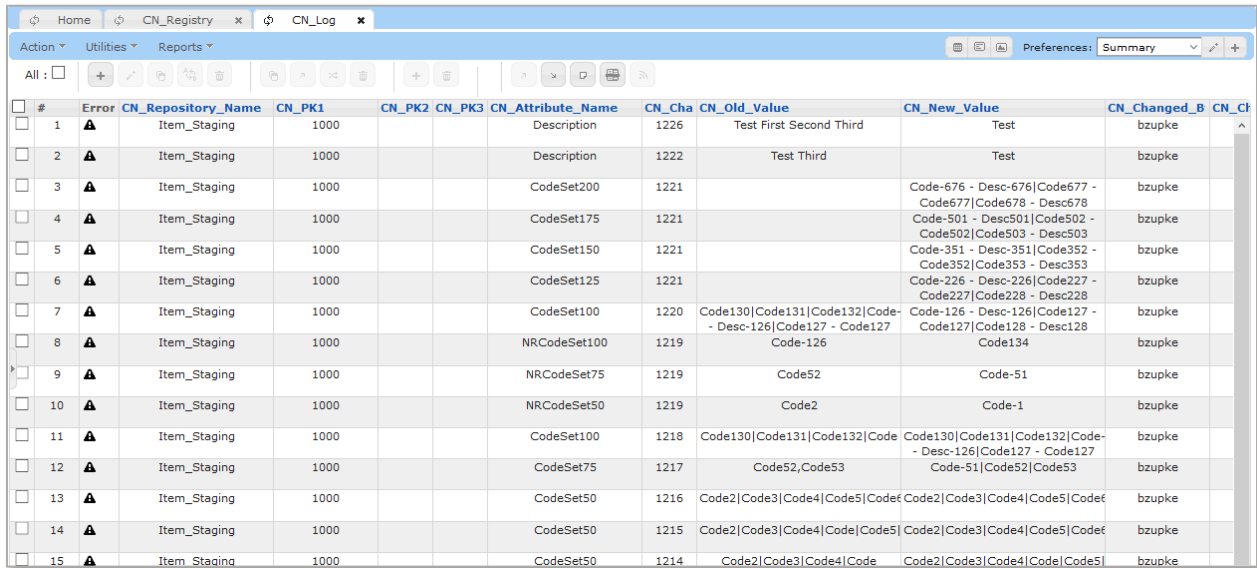 Home CN_Registry x CN_Log x
Action Utilities Reports Preferences: Summary
All :
# Error CN_Repository_Name CN_PK1 CN_PK2 CN_PK3 CN_Attribute_Name CN_Cha CN_Old_Value CN_New_Value CN_Changed_B CN_Ch
1 Item_Staging 1000 Description 1226 Test First Second Third Test bzupke
2 Item_Staging 1000 Description 1222 Test Third Test bzupke
3 Item_Staging 1000 CodeSet200 1221 Code-676 - Desc-676|Code677 - bzupke
Code677|Code678 - Desc678
4 Item_Staging 1000 CodeSet175 1221 Code-501 - Desc501|Code502 - bzupke
Code502|Code503 - Desc503
5 Item_Staging 1000 CodeSet150 1221 Code-351 - Desc-351|Code352 - bzupke
Code352|Code353 - Desc353
6 Item_Staging 1000 CodeSet125 1221 Code-226 - Desc-226|Code227 - bzupke
Code227|Code228 - Desc228
7 Item_Staging 1000 CodeSet100 1220 Code130|Code131|Code132|Code- Code-126 - Desc-126|Code127 - bzupke
- Desc-126|Code127 - Code127 Code127|Code128 - Desc128
8 Item_Staging 1000 NRCodeSet100 1219 Code-126 Code134 bzupke
9 Item_Staging 1000 NRCodeSet75 1219 Code52 Code-51 bzupke
10 Item_Staging 1000 NRCodeSet50 1219 Code2 Code-1 bzupke
11 Item_Staging 1000 CodeSet100 1218 Code130|Code131|Code132|Code Code130|Code131|Code132|Code- bzupke
- Desc-126|Code127 - Code127
12 Item_Staging 1000 CodeSet75 1217 Code52,Code53 Code-51|Code52|Code53 bzupke
13 Item_Staging 1000 CodeSet50 1216 Code2|Code3|Code4|Code5|Code6 Code2|Code3|Code4|Code5|Code6 bzupke
14 Item_Staging 1000 CodeSet50 1215 Code2|Code3|Code4|Code|Code5| Code2|Code3|Code4|Code5|Code6 bzupke
15 Item_Staging 1000 CodeSet50 1214 Code2|Code3|Code4|Code Code2|Code3|Code4|Code|Code5| bzupke